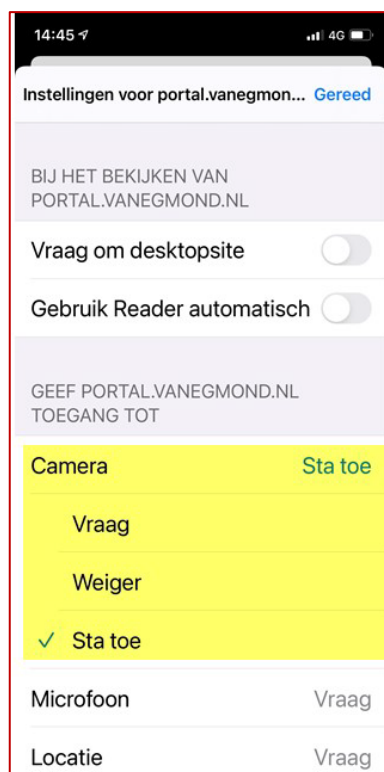 14:45 4G
Instellingen voor portal.vanegmon... Gereed
BIJ HET BEKIJKEN VAN
PORTAL.VANEGMOND.NL
Vraag om desktopsite
Gebruik Reader automatisch
GEEF PORTAL.VANEGMOND.NL
TOEGANG TOT
Camera Sta toe
Vraag
Weiger
Sta toe
Microfoon Vraag
Locatie Vraag